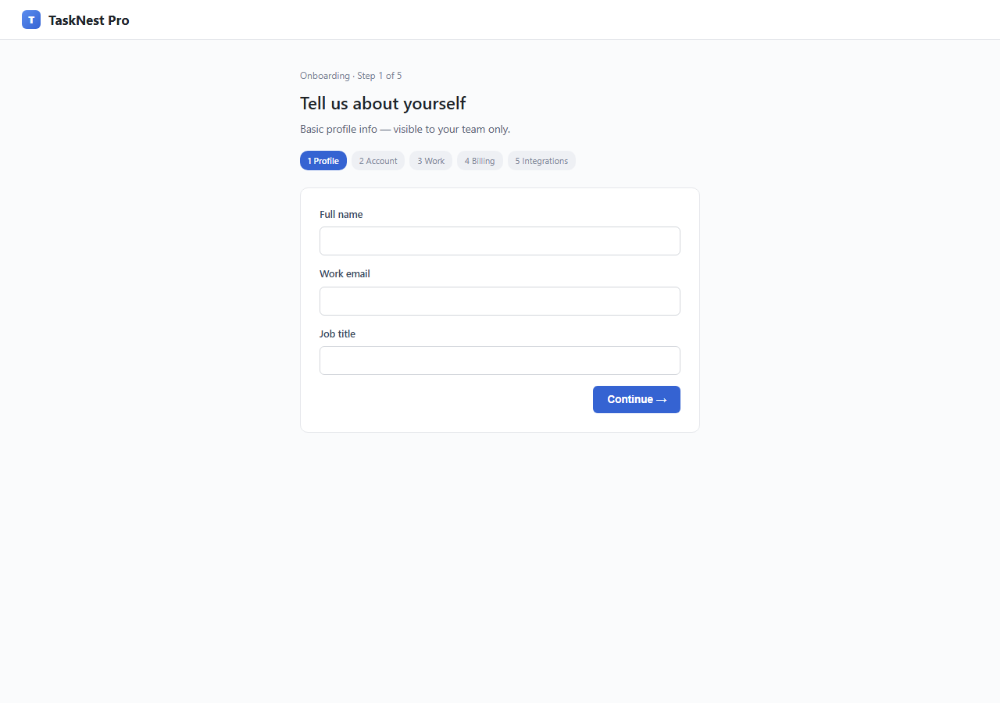 T TaskNest Pro
Onboarding · Step 1 of 5
Tell us about yourself
Basic profile info — visible to your team only.
1 Profile 2 Account 3 Work 4 Billing 5 Integrations
Full name
Work email
Job title
Continue →